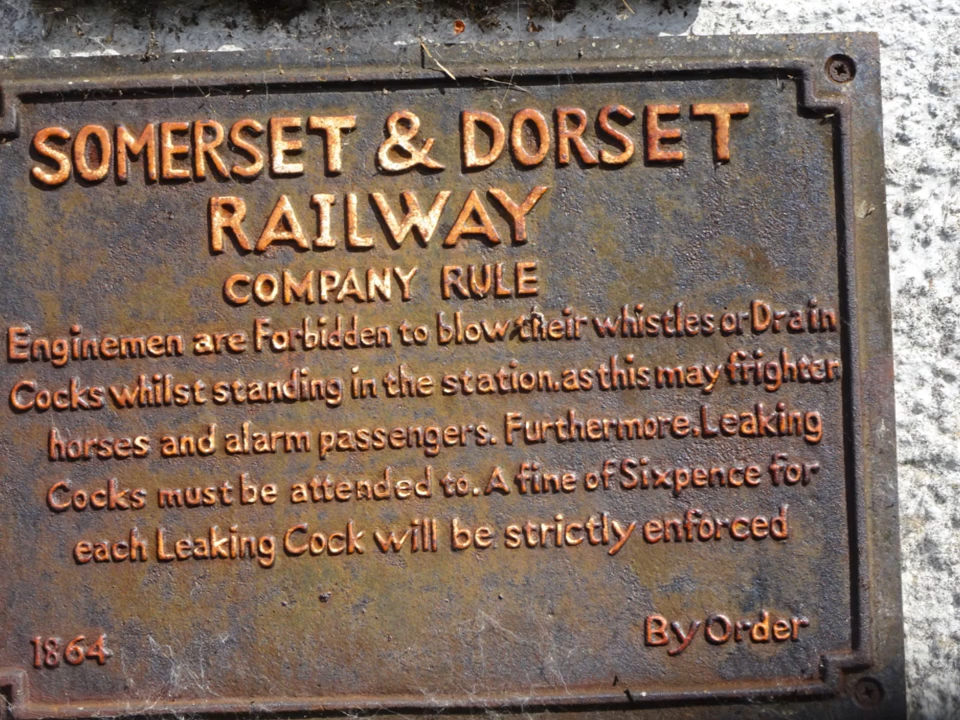 SOMERSET & DORSET
RAILWAY
COMPANY RULE
Enginemen are Forbidden to blow their whistles or Drain
Cocks whilst standing in the station.as this may frighten
horses and alarm passengers. Furthermore.Leaking
Cocks must be attended to. A fine of Sixpence for
each Leaking Cock will be strictly enforced
1864
By Order